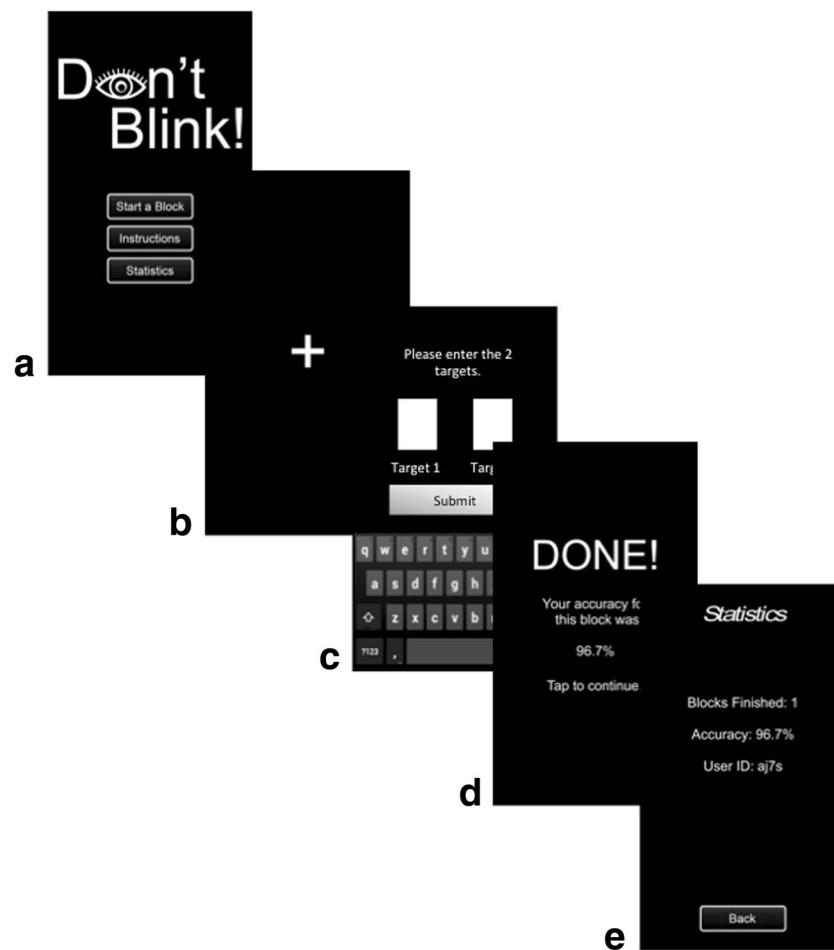 D n't
Blink!
Start a Block
Instructions
Statistics
a
b
Please enter the 2
targets.
Target 1
Submit
q w e r t y u
a s d f g h
z x c v b
?123 ,
c
DONE!
Your accuracy
this block was
96.7%
Tap to continue
d
Statistics
Blocks Finished: 1
Accuracy: 96.7%
User ID: aj7s
Back
e